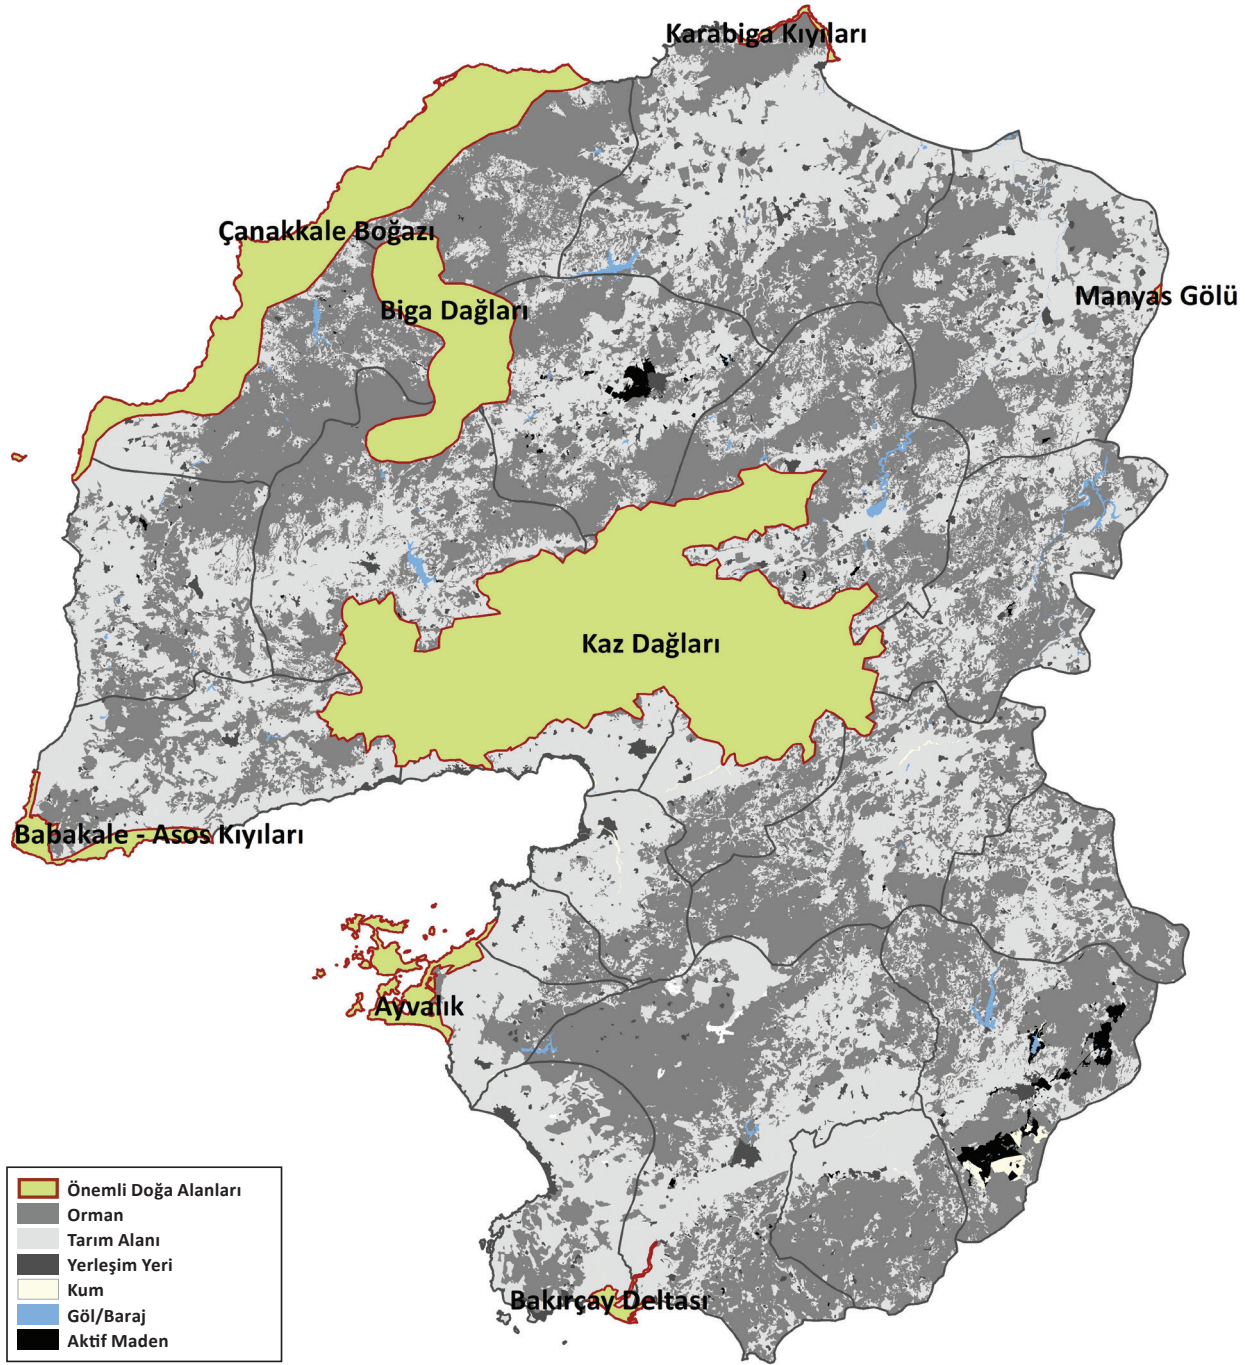 Karabiga Kıyıları
Çanakkale Boğazı
Manyas Gölü
Biga Dağları
Kaz Dağları
Babakale - Asos Kıyıları
Ayvalık
Bakırçay Deltası
Önemli Doğa Alanları
Orman
Tarım Alanı
Yerleşim Yeri
Kum
Göl/Baraj
Aktif Maden